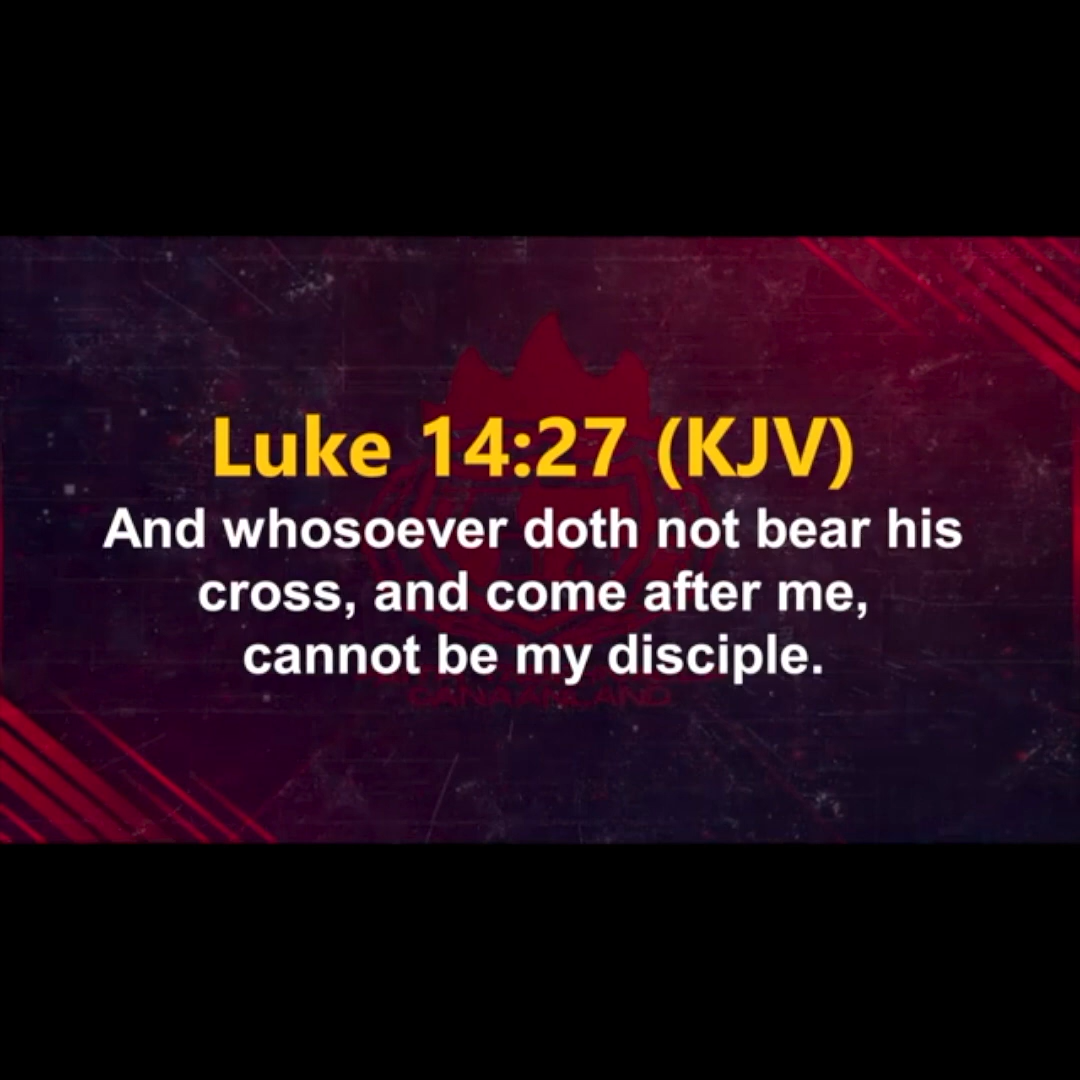 Luke 14:27 (KJV)
And whosoever doth not bear his
cross, and come after me,
cannot be my disciple.
CANAANLAND